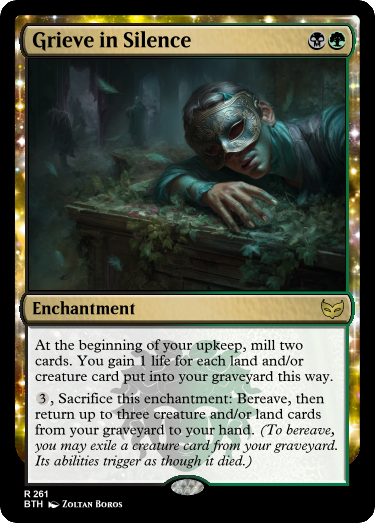 Grieve in Silence
Enchantment
At the beginning of your upkeep, mill two
cards. You gain 1 life for each land and/or
creature card put into your graveyard this way.
3, Sacrifice this enchantment: Bereave, then
return up to three creature and/or land cards
from your graveyard to your hand. (To bereave,
you may exile a creature card from your graveyard.
Its abilities trigger as though it died.)
R 261
BTH Zoltan Boros